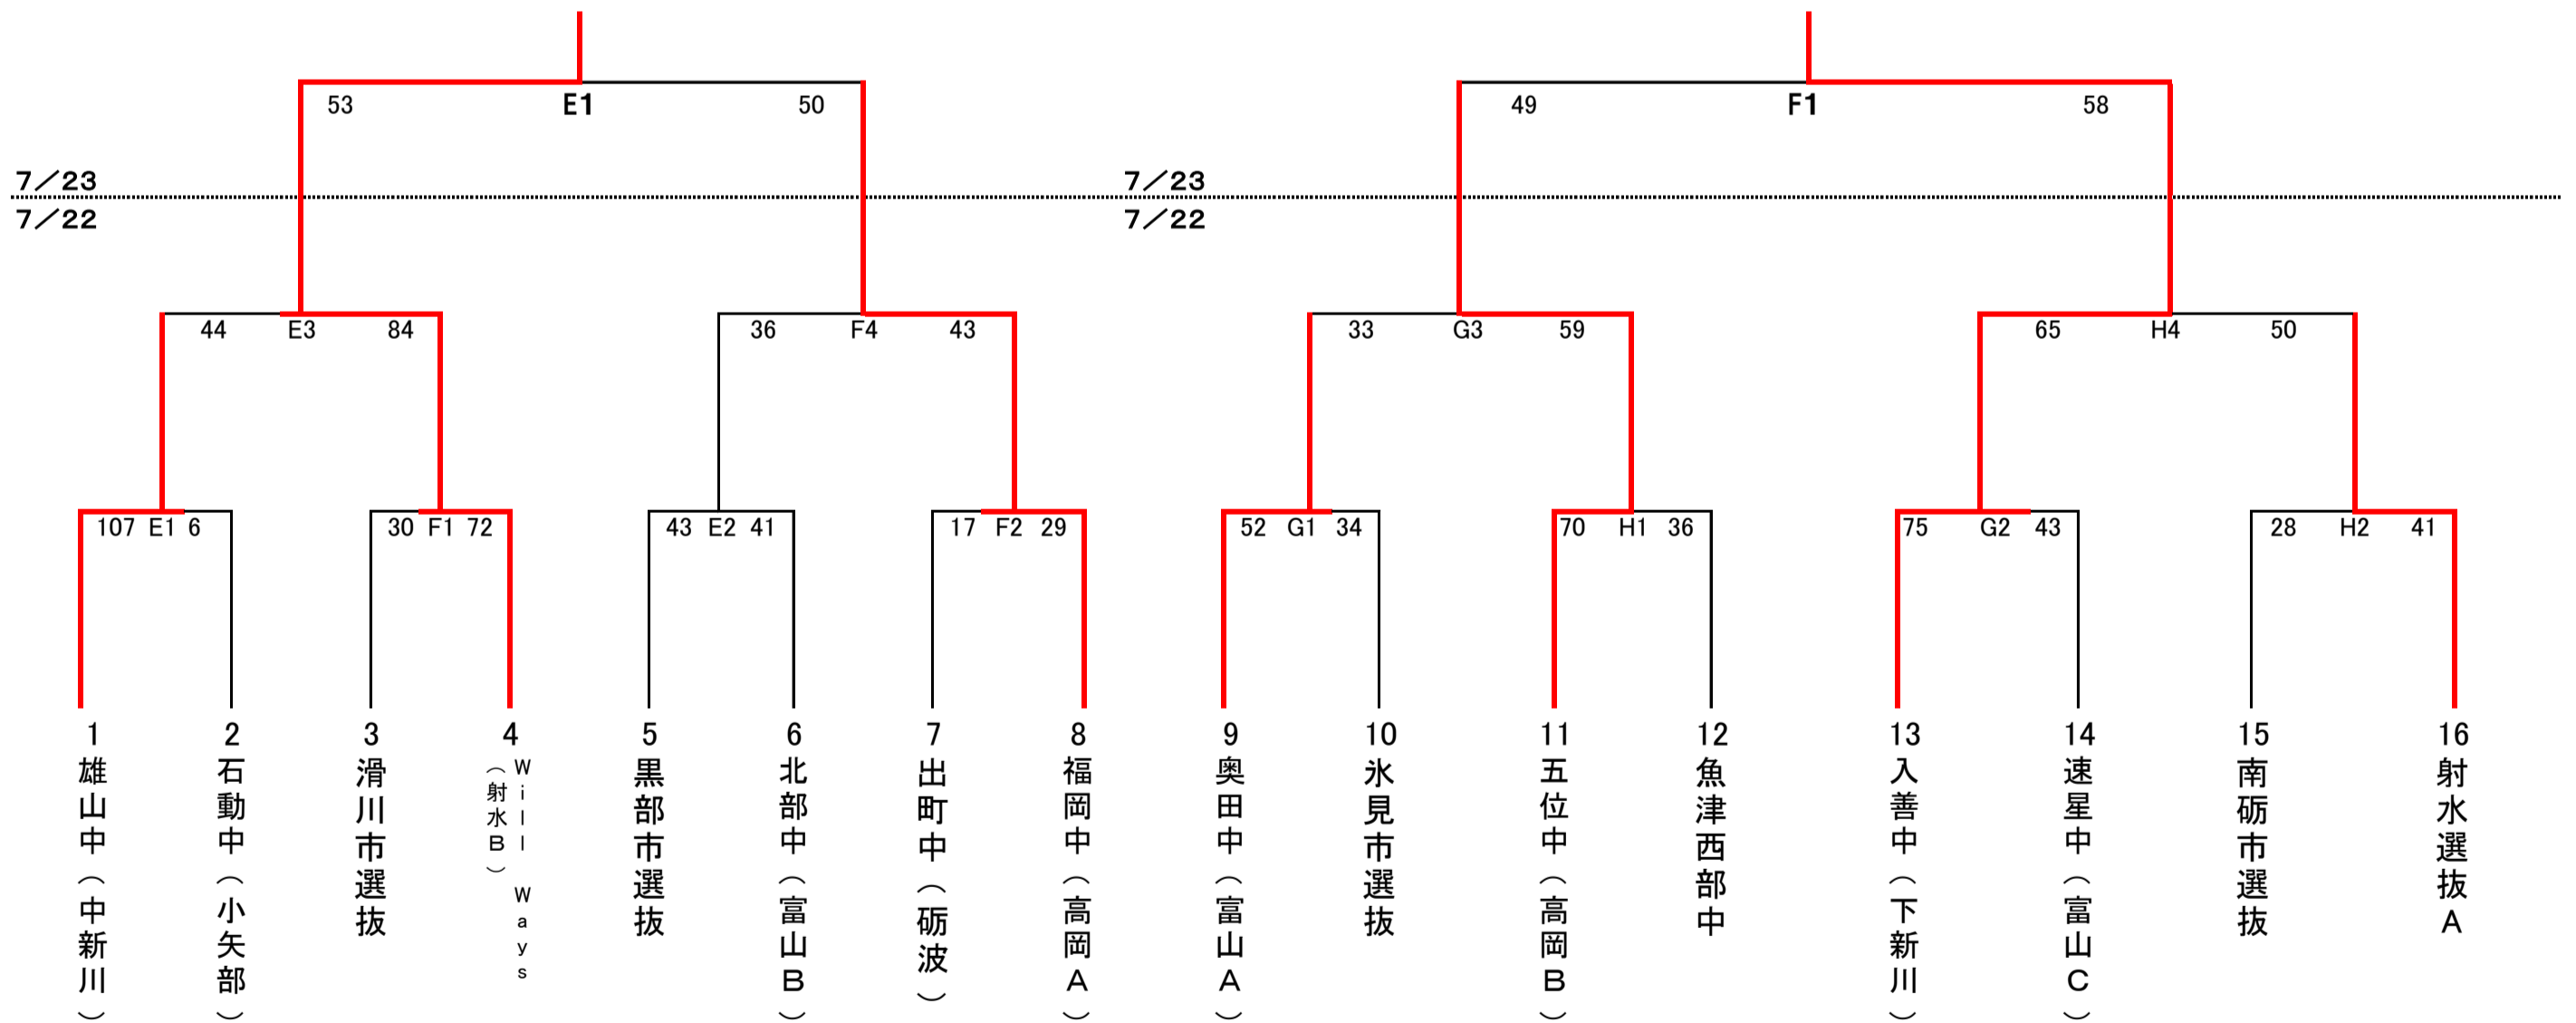 53 E1 50 49 F1 58
7／23 7／23
7／22 7／22
44 E3 84 36 F4 43 33 G3 59 65 H4 50
107 E1 6 30 F1 72 43 E2 41 17 F2 29 52 G1 34 70 H1 36 75 G2 43 28 H2 41
1 2 3 4 5 6 7 8 9 10 11 12 13 14 15 16
雄山中（中新川）
石動中（小矢部）
滑川市選抜
Will Ways
（射水B）
黒部市選抜
北部中（富山B）
出町中（砺波）
福岡中（高岡A）
奥田中（富山A）
氷見市選抜
五位中（高岡B）
魚津西部中
入善中（下新川）
速星中（富山C）
南砺市選抜
射水選抜A